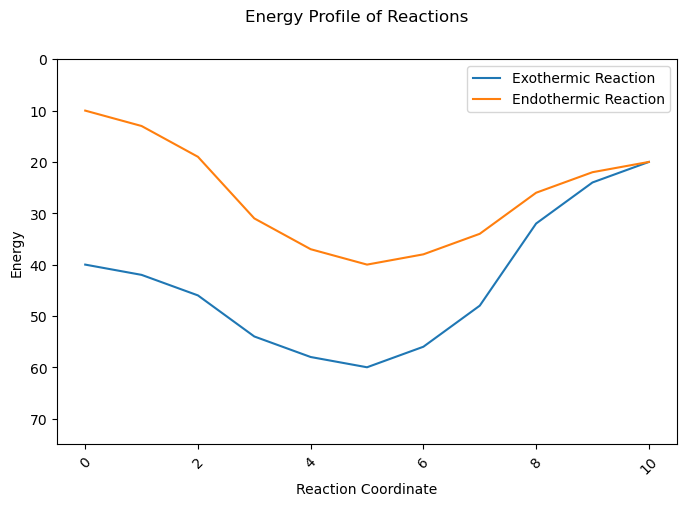 Energy Profile of Reactions
Exothermic Reaction
Endothermic Reaction
Energy
0
10
20
30
40
50
60
70
0 2 4 6 8 10
Reaction Coordinate